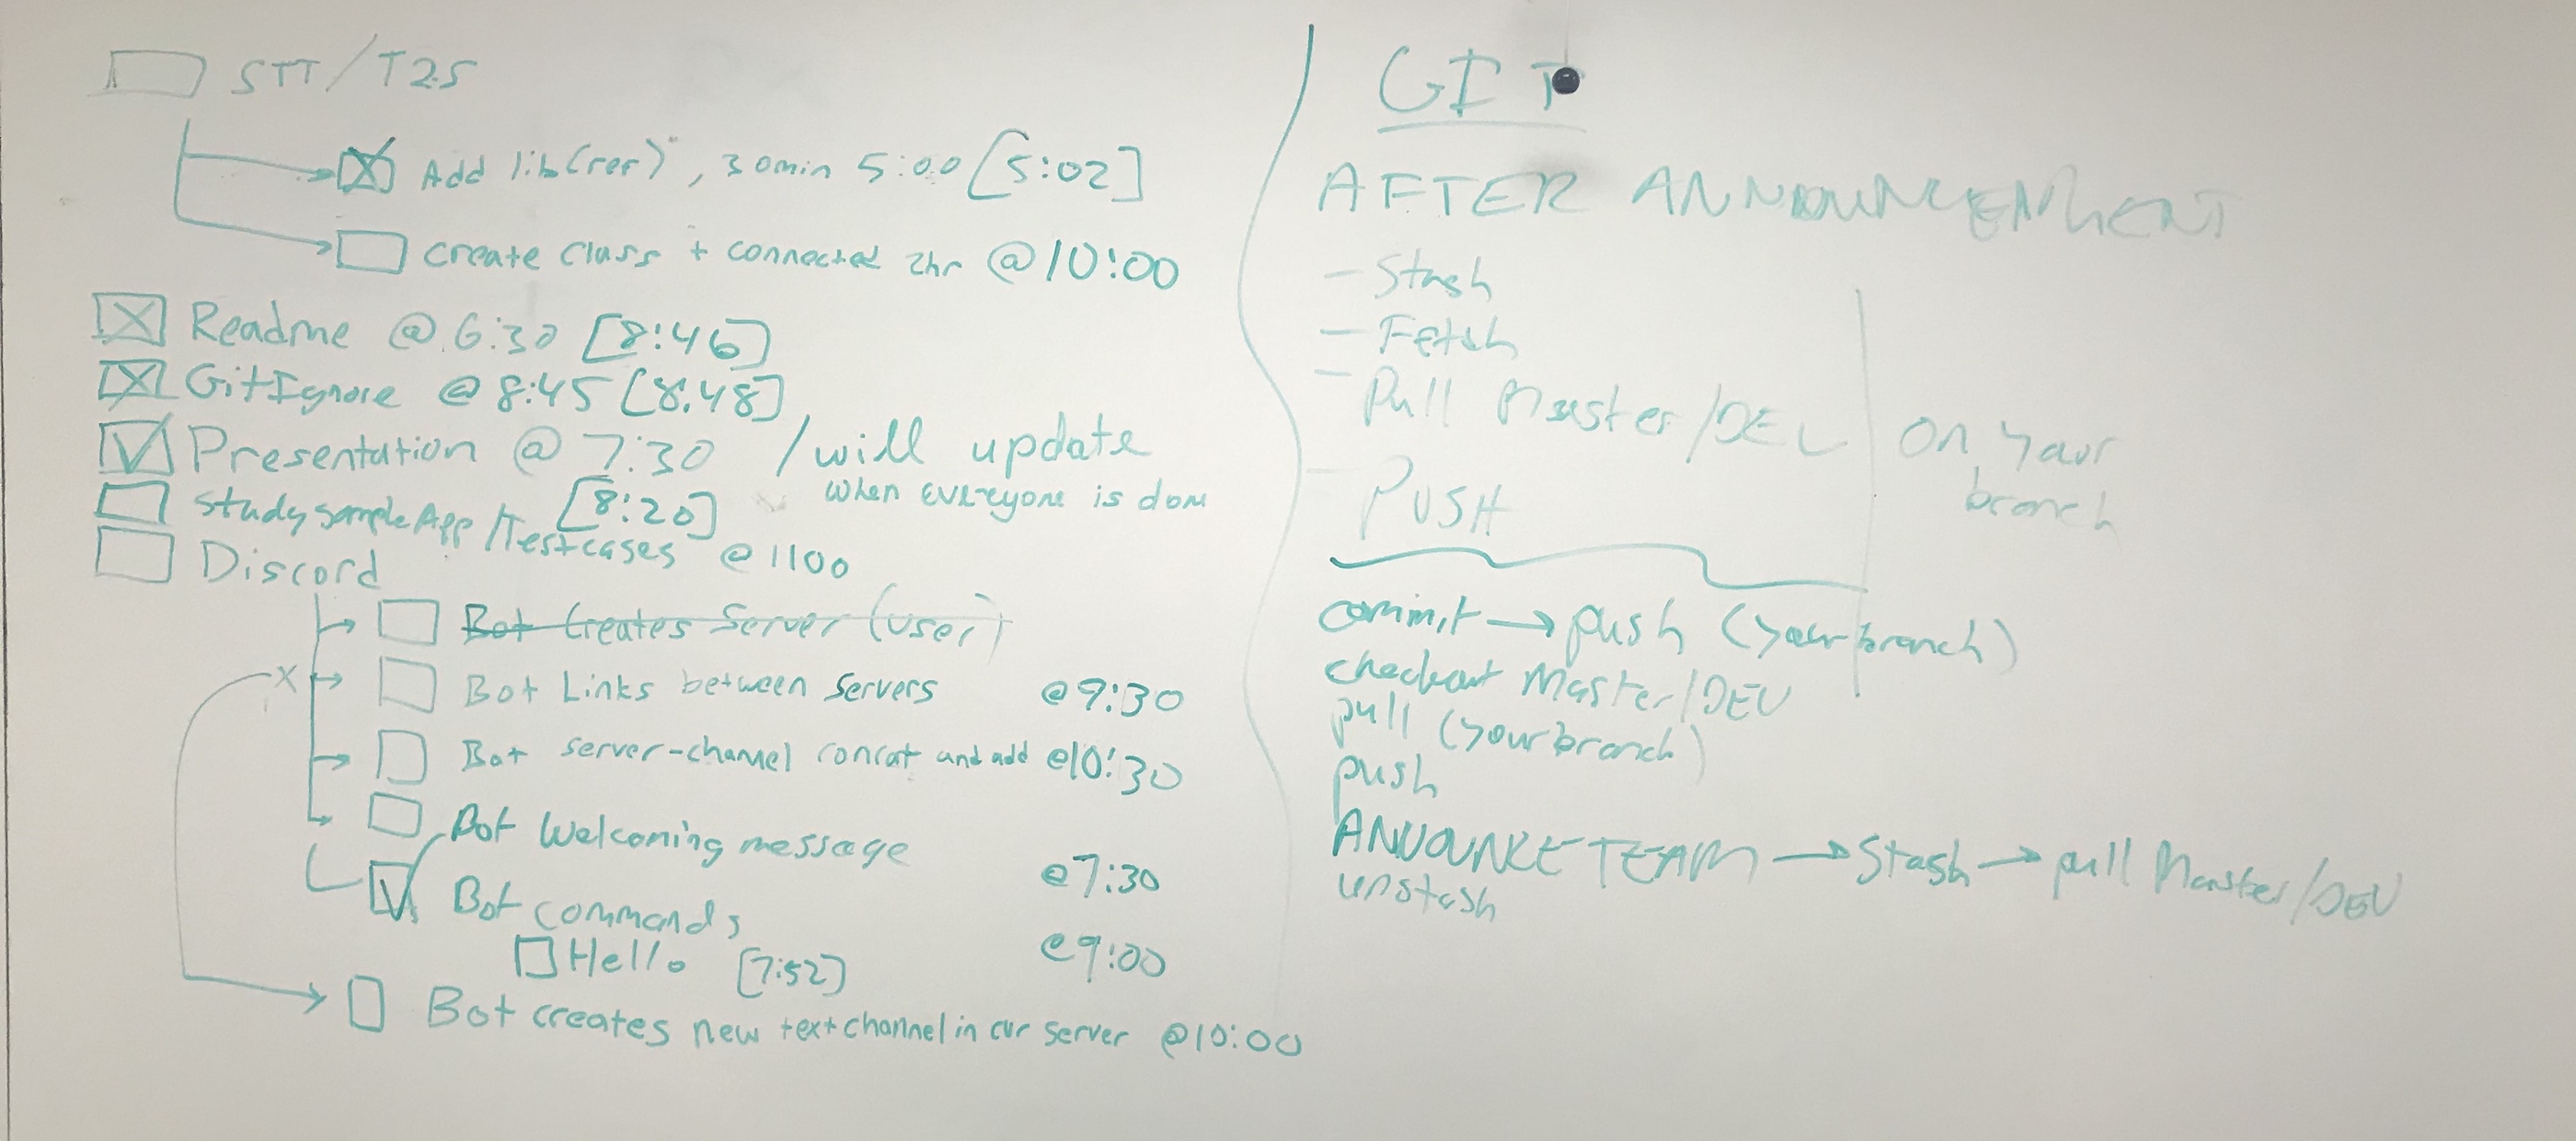 STT/T2S
Add lib(rer), 30min 5:00 [5:02]
Create Class + connected 2hr @10:00
Readme @ 6:30 [8:46]
GitIgnore @ 8:45 [8:48]
Presentation @ 7:30 /will update
[8:20] when everyone is done
Study sampleApp/Testcases @1100
Discord
Bot Creates Server (User)
Bot Links between Servers @9:30
Bot server-channel concat and add @10:30
Bot Welcoming message
@7:30
Bot commands
@9:00
Hello [7:52]
Bot creates new text channel in cur server @10:00
GIT
AFTER ANNOUNCEMENT
- Stash
- Fetch
- Pull Master/DEV
On your
branch
- PUSH
commit → push (your branch)
checkout Master/DEV
pull (your branch)
push
ANNOUNCE TEAM → Stash → pull Master/DEV
unstash